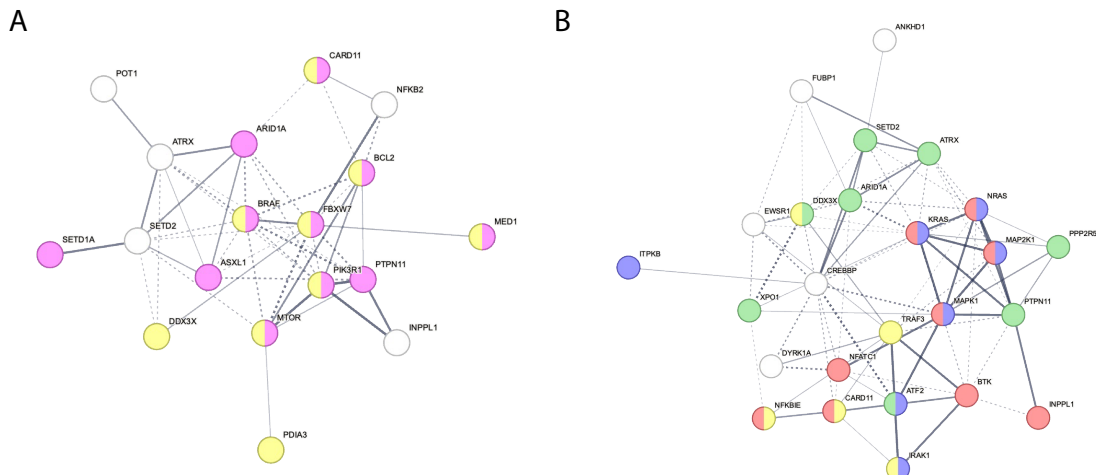 A
B
ANKHD1
CARD11
POT1
NFKB2
FUBP1
ATRX
ARID1A
SETD2
ATRX
BCL2
ARID1A
NRAS
BRAF
FBXW7
EWSR1
DDX3X
KRAS
SETD2
MED1
MAP2K1
PPP2R5
SETD1A
ITPKB
ASXL1
PIK3R1
PTPN11
CREBBP
XPO1
MAPK1
PTPN11
DDX3X
MTOR
INPPL1
TRAF3
DYRK1A
NFATC1
BTK
ATF2
NFKBIE
CARD11
INPPL1
PDIA3
IRAK1